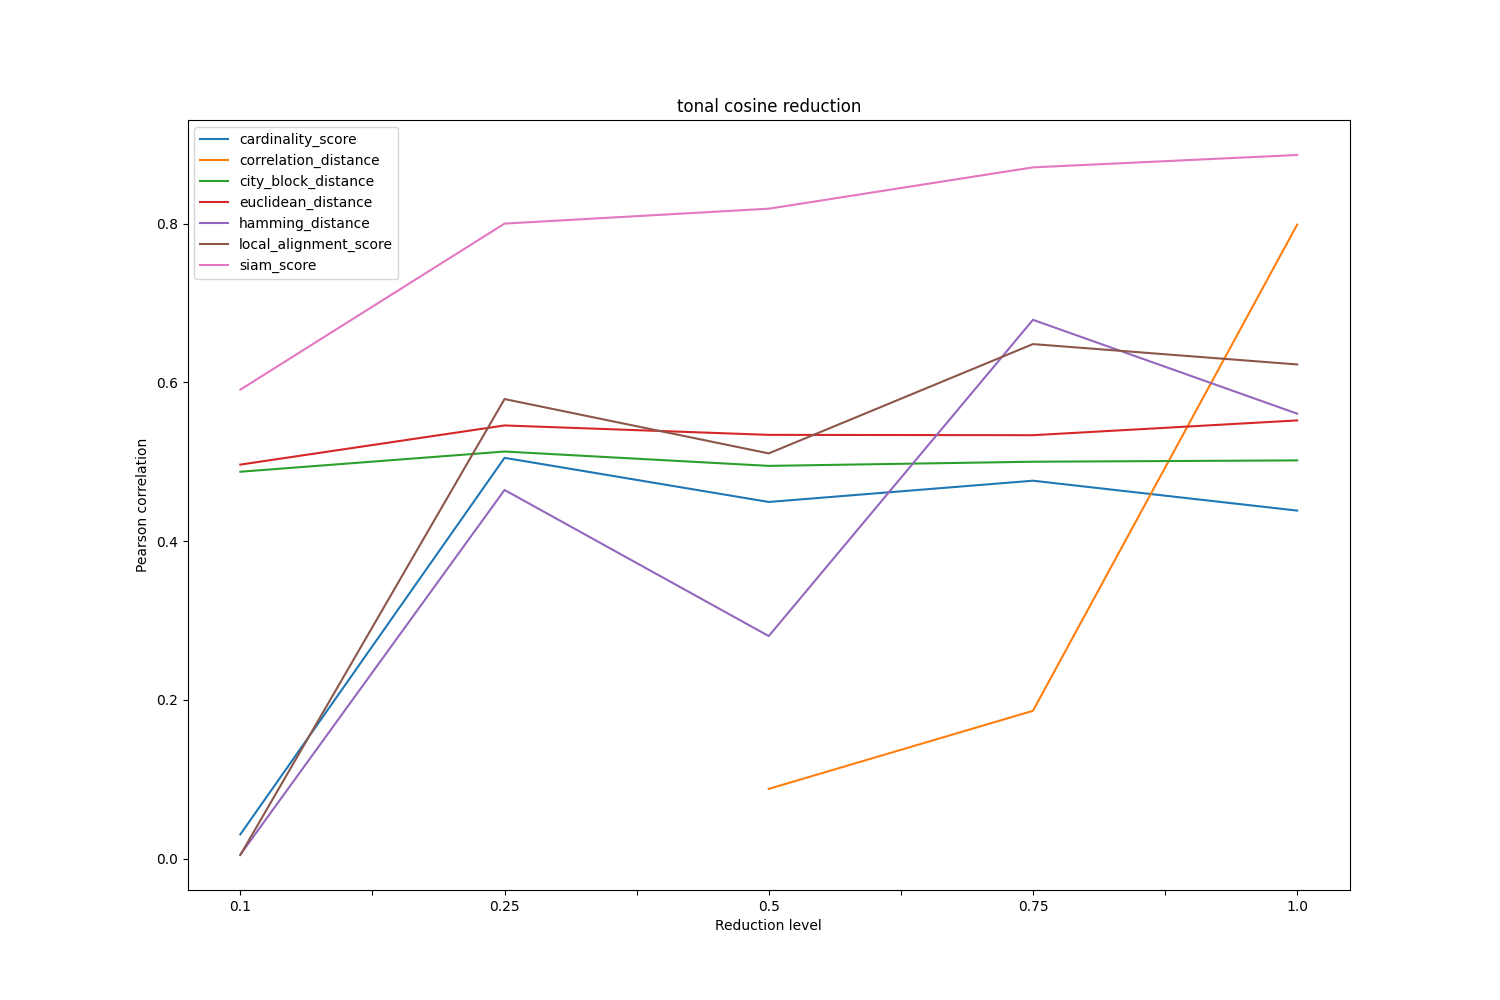 tonal cosine reduction
cardinality_score
correlation_distance
city_block_distance
euclidean_distance
hamming_distance
local_alignment_score
siam_score
Pearson correlation
0.8
0.6
0.4
0.2
0.0
0.1 0.25 0.5 0.75 1.0
Reduction level